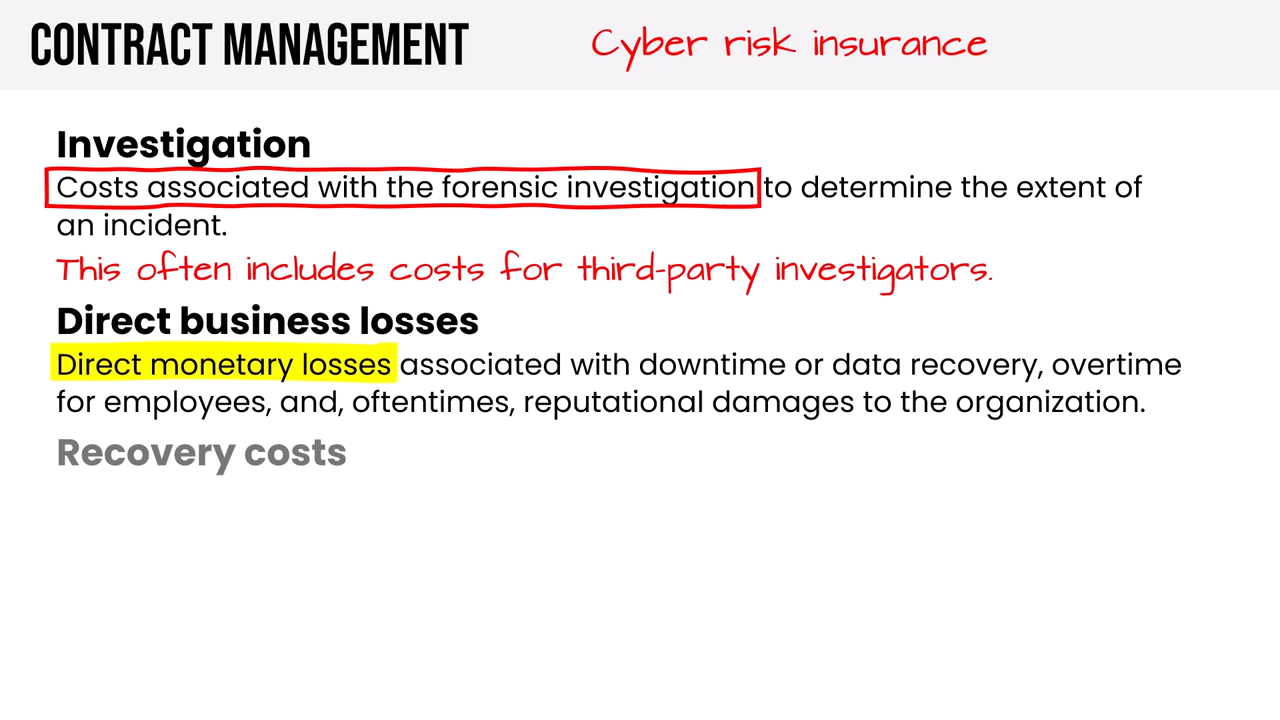 CONTRACT MANAGEMENT
Cyber risk insurance
Investigation
Costs associated with the forensic investigation to determine the extent of
an incident.
This often includes costs for third-party investigators.
Direct business losses
Direct monetary losses associated with downtime or data recovery, overtime
for employees, and, oftentimes, reputational damages to the organization.
Recovery costs